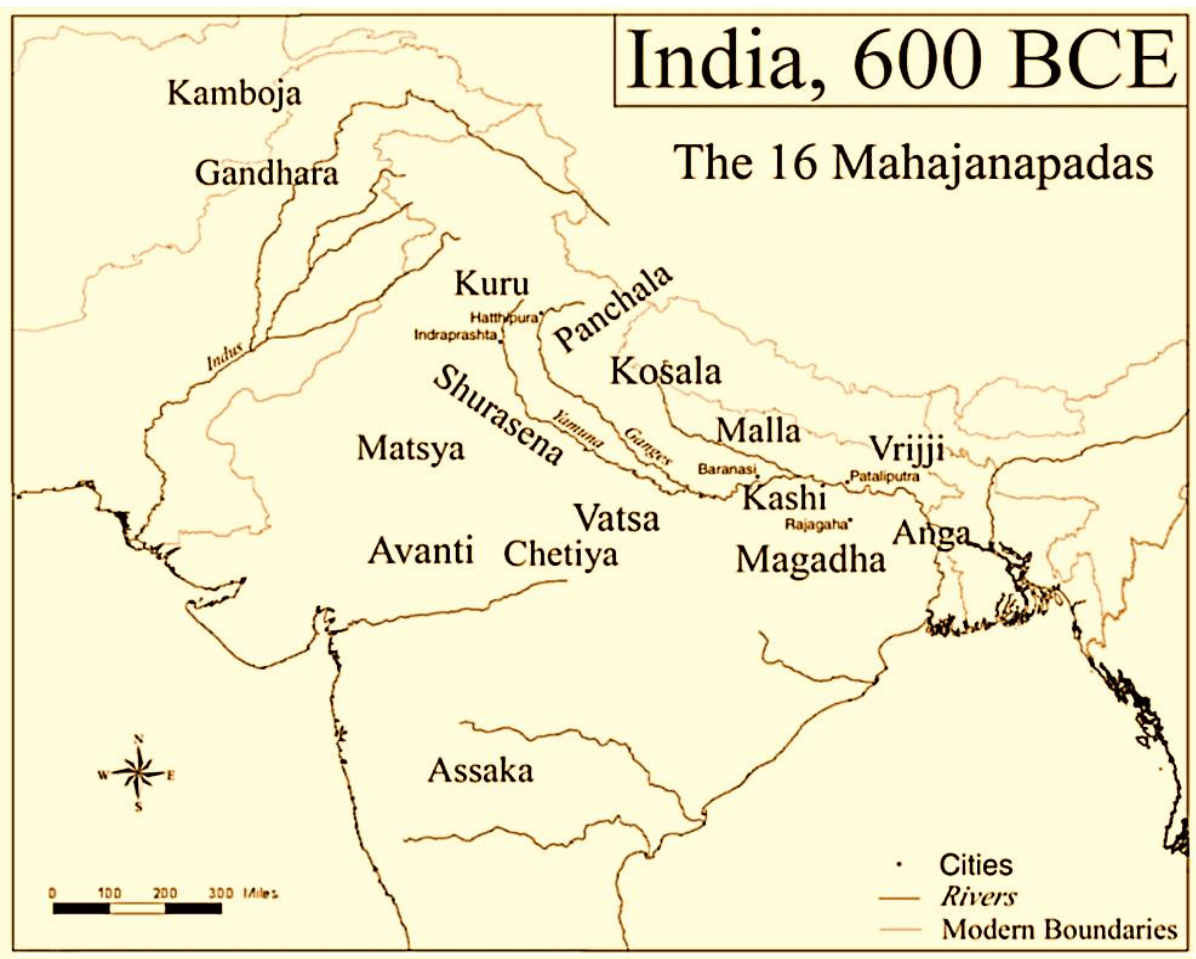 India, 600 BCE
The 16 Mahajanapadas
Kamboja
Gandhara
Kuru
Hatthipura
Indraprashta
Panchala
Indus
Kosala
Shurasena
Yamuna
Ganges
Malla
Matsya
Vrijji
Baranasi
Pataliputra
Kashi
Vatsa
Rajagaha
Anga
Avanti
Chetiya
Magadha
Assaka
N
W E
S
0 100 200 300 Miles
Cities
Rivers
Modern Boundaries